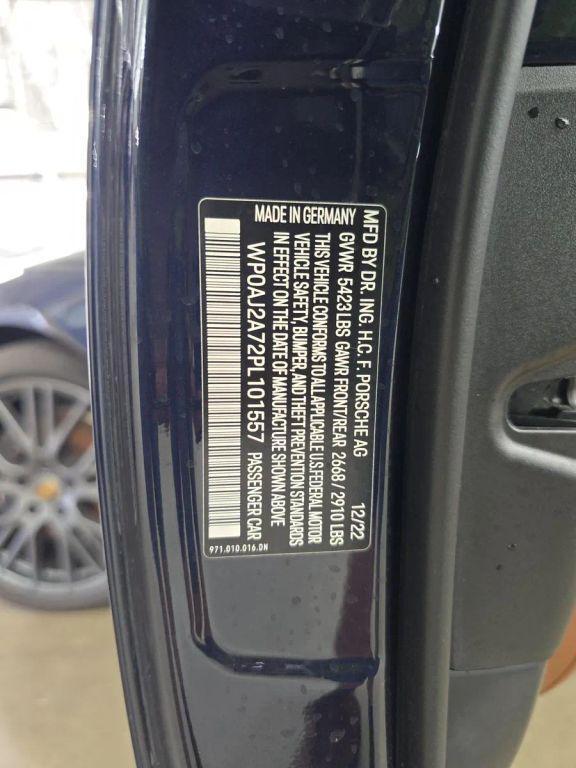 MFD BY DR. ING. H.C. F. PORSCHE AG 12/22
GVWR 5423 LBS GAWR FRONT/REAR 2668 / 2910 LBS
THIS VEHICLE CONFORMS TO ALL APPLICABLE U.S. FEDERAL MOTOR
VEHICLE SAFETY, BUMPER, AND THEFT PREVENTION STANDARDS
IN EFFECT ON THE DATE OF MANUFACTURE SHOWN ABOVE
MADE IN GERMANY
WP0AJ2A72PL101557 PASSENGER CAR
971.010.016.DN